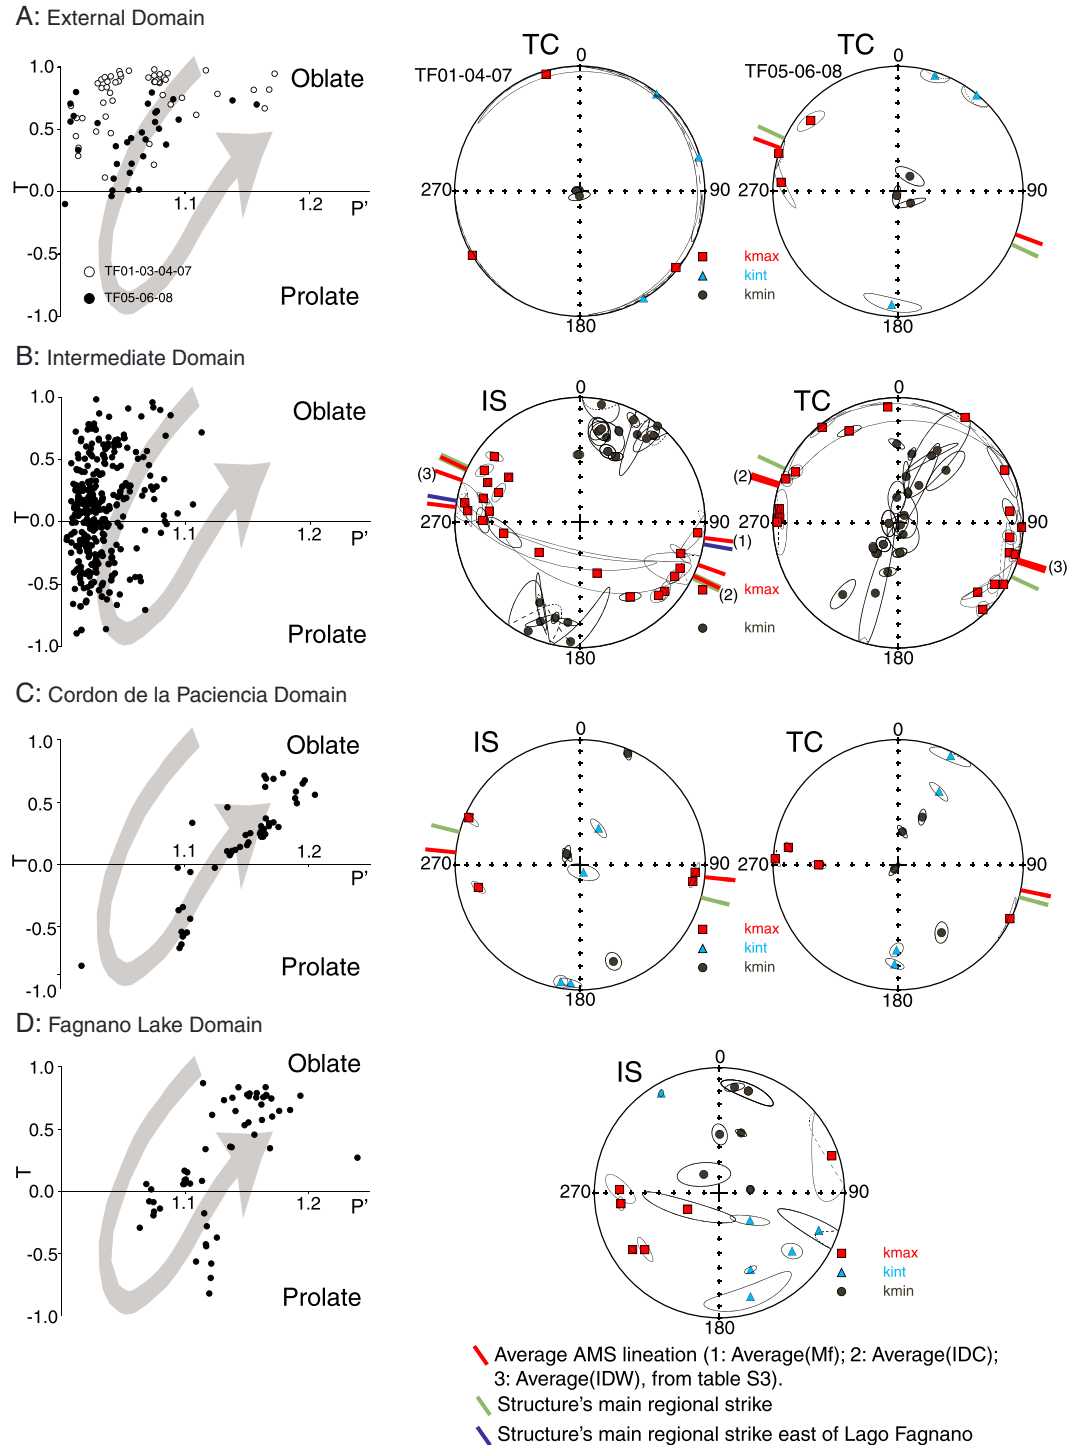 A: External Domain
TC
TC
0
0
TF01-04-07
TF05-06-08
1.0
Oblate
0.5
T
0.0
1.1
1.2
P'
270
90
270
90
-0.5
TF01-03-04-07
TF05-06-08
Prolate
-1.0
kmax
kint
kmin
180
180
B: Intermediate Domain
0
0
IS
TC
1.0
Oblate
0.5
T
0.0
1.1
1.2
P'
-0.5
Prolate
-1.0
(3)
270
90
(1)
(2)
kmax
kmin
180
(2)
270
90
(3)
180
C: Cordon de la Paciencia Domain
0
0
IS
TC
1.0
Oblate
0.5
1.1
1.2
T
0.0
P'
-0.5
Prolate
-1.0
270
90
270
90
kmax
kint
kmin
180
180
D: Fagnano Lake Domain
Oblate
0
IS
1.0
0.5
T
0.0
1.1
1.2
P'
-0.5
Prolate
-1.0
270
90
kmax
kint
kmin
180
Average AMS lineation (1: Average(Mf); 2: Average(IDC);
3: Average(IDW), from table S3).
Structure's main regional strike
Structure's main regional strike east of Lago Fagnano